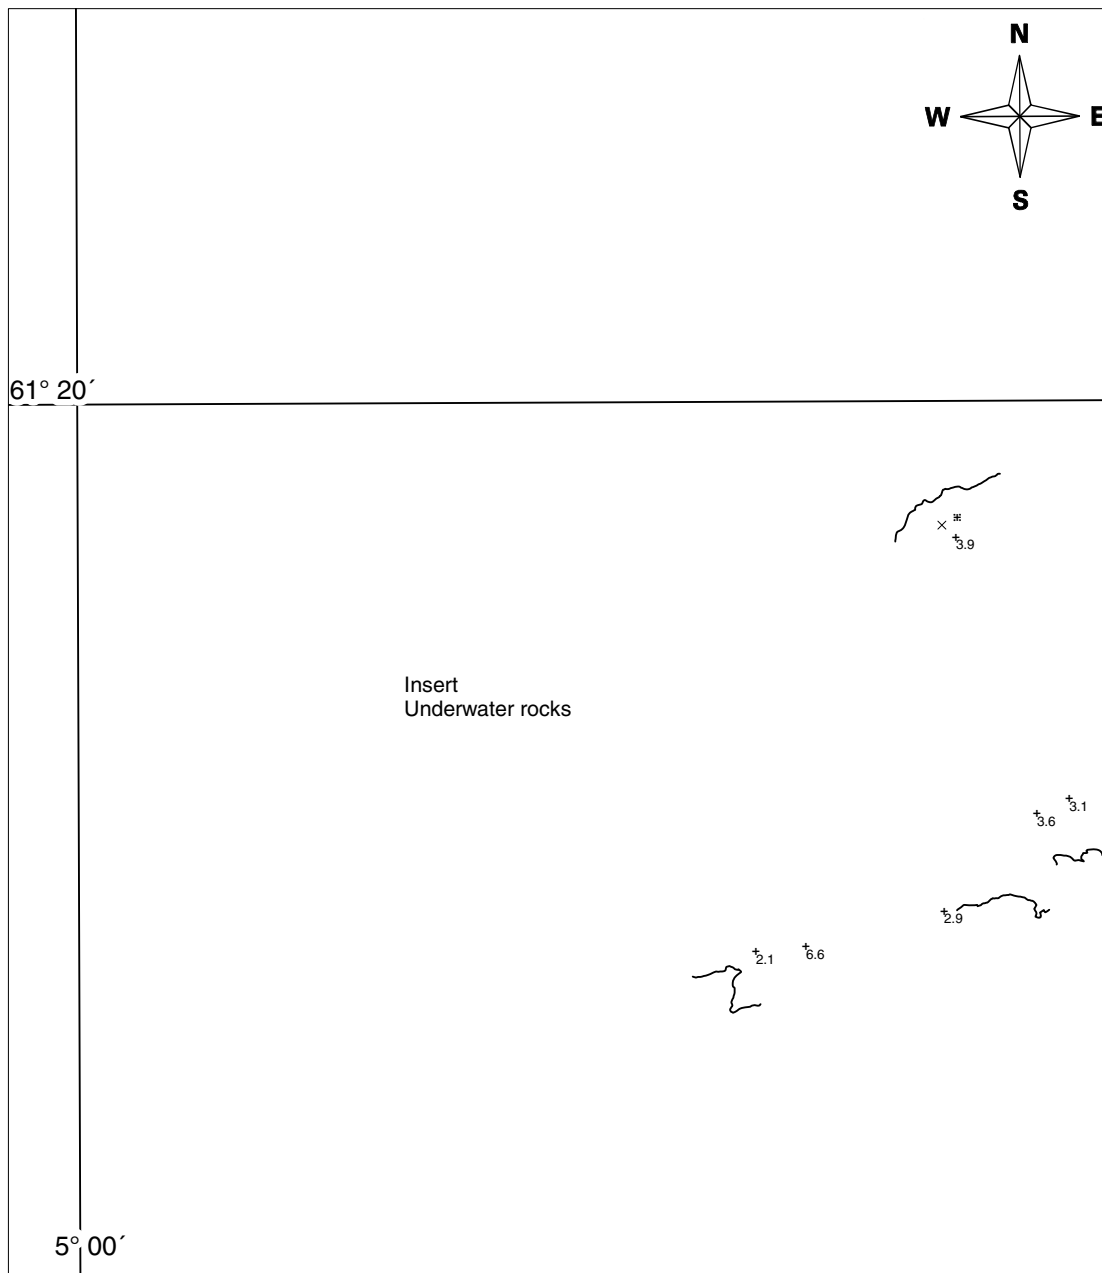 N
W E
S
61° 20´
3.9
Insert
Underwater rocks
3.1
3.6
2.9
2.1 6.6
5° 00´